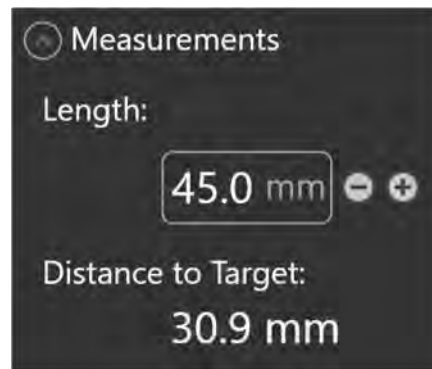 Measurements
Length:
45.0 mm
Distance to Target:
30.9 mm